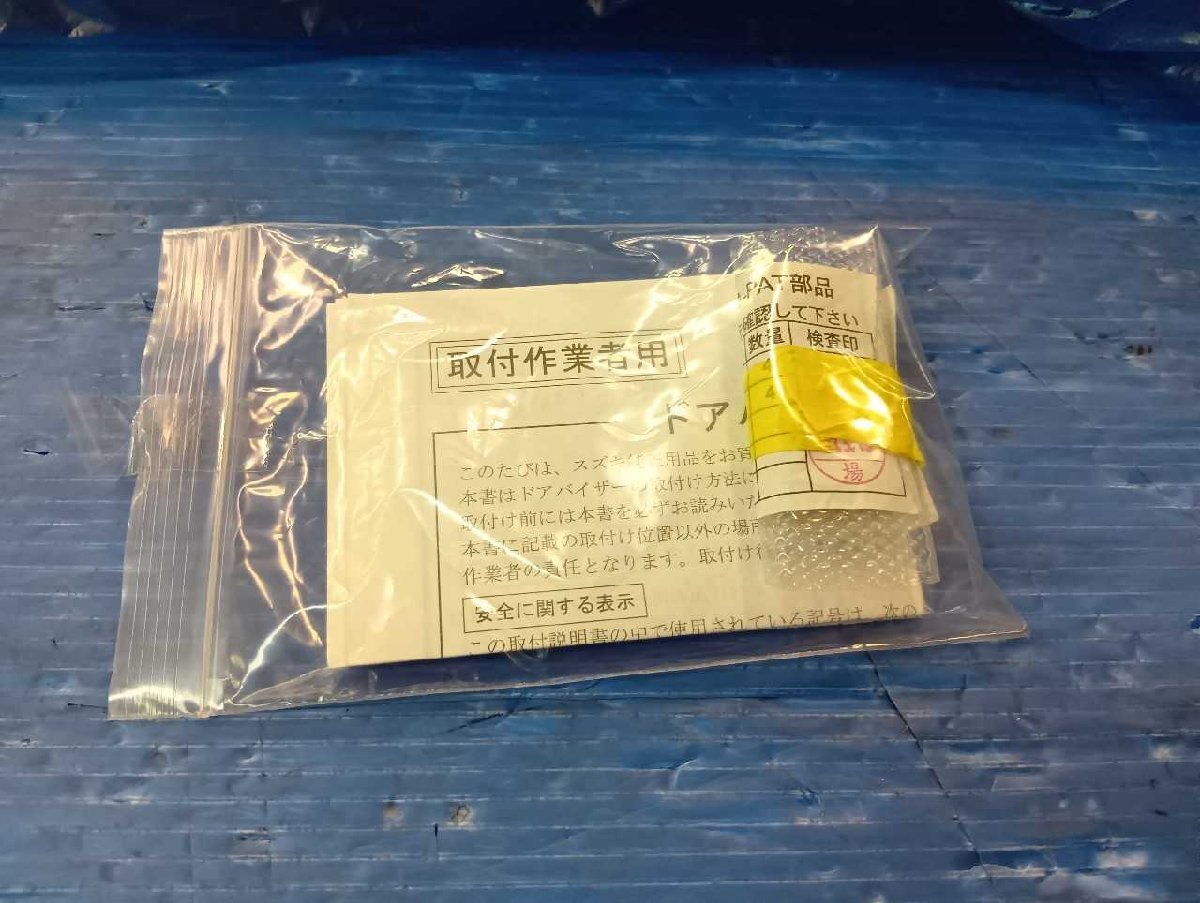 取付作業者用
ドアバ
このたびは、スズキ 用品をお買
本書はドアバイザーの取付け方法に
取付け前には本書を必ずお読みいた
本書に記載の取付け位置以外の場所
作業者の責任となります。取付け
安全に関する表示
この取付説明書の中で使用されている記号は、次の
PAT部品
確認して下さい
数量 検査印
4
場